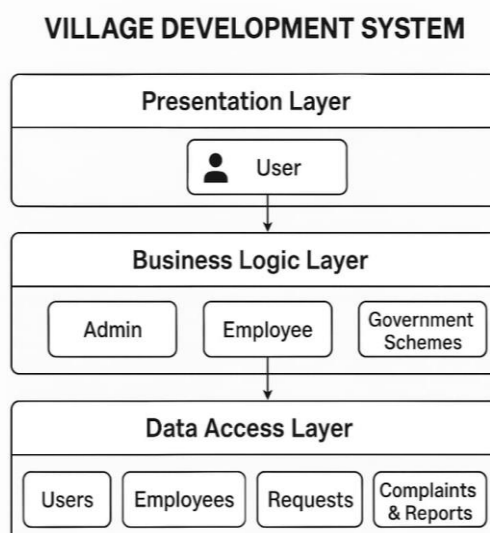 VILLAGE DEVELOPMENT SYSTEM
Presentation Layer
User
Business Logic Layer
Admin
Employee
Government
Schemes
Data Access Layer
Users
Employees
Requests
Complaints
& Reports